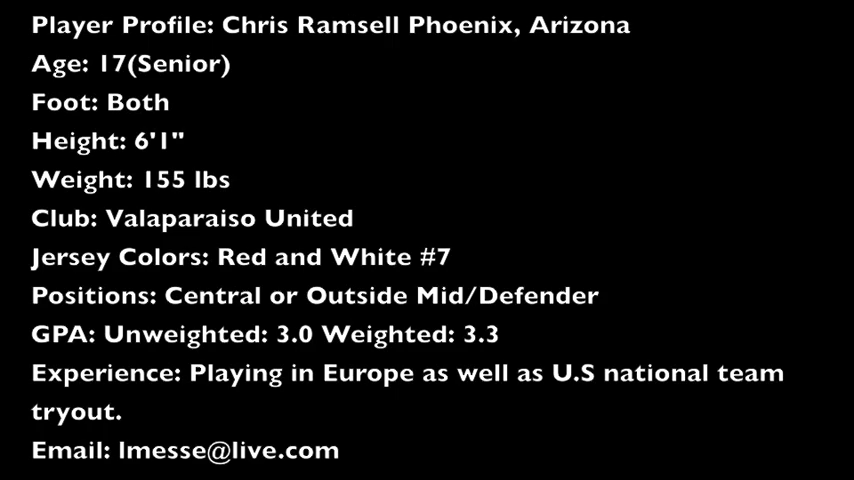 Player Profile: Chris Ramsell Phoenix, Arizona
Age: 17(Senior)
Foot: Both
Height: 6'1"
Weight: 155 lbs
Club: Valaparaiso United
Jersey Colors: Red and White #7
Positions: Central or Outside Mid/Defender
GPA: Unweighted: 3.0 Weighted: 3.3
Experience: Playing in Europe as well as U.S national team
tryout.
Email: lmesse@live.com